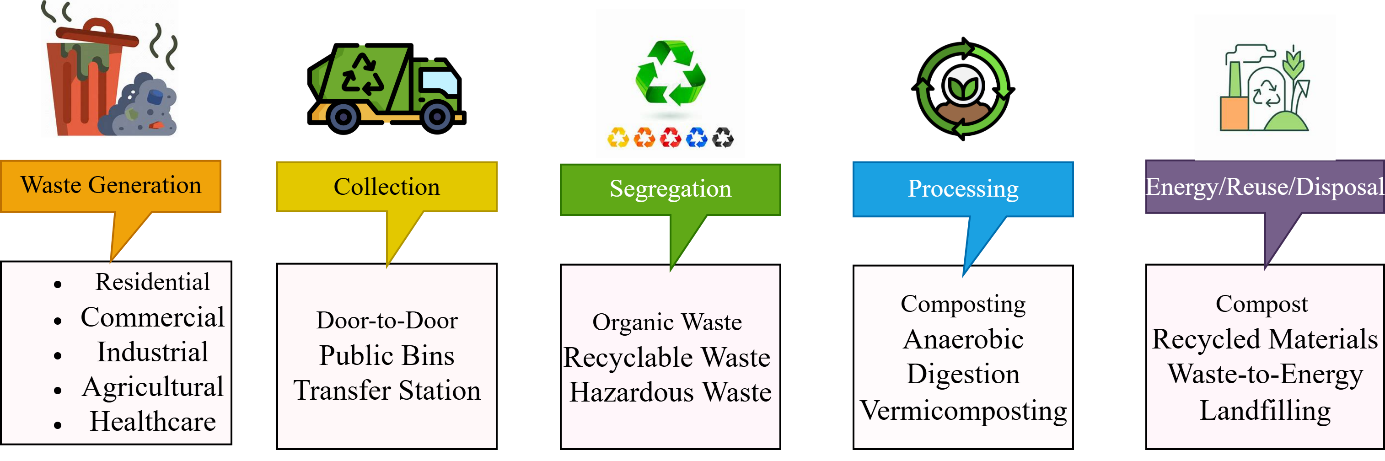 Waste Generation
Collection
Segregation
Processing
Energy/Reuse/Disposal
• Residential
• Commercial
• Industrial
• Agricultural
• Healthcare
Door-to-Door
Public Bins
Transfer Station
Organic Waste
Recyclable Waste
Hazardous Waste
Composting
Anaerobic
Digestion
Vermicomposting
Compost
Recycled Materials
Waste-to-Energy
Landfilling